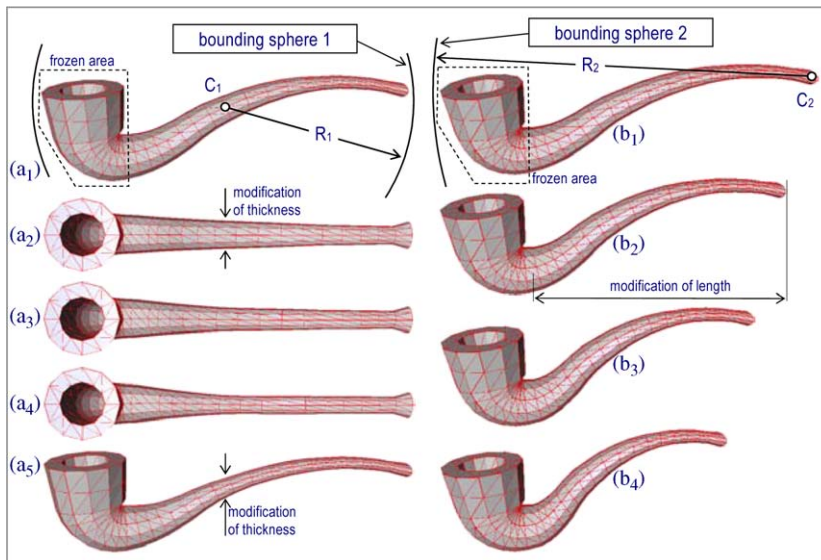 bounding sphere 1
frozen area
C1
R1
(a1)
modification
of thickness
(a2)
(a3)
(a4)
(a5)
modification
of thickness
bounding sphere 2
R2
C2
(b1)
frozen area
(b2)
modification of length
(b3)
(b4)